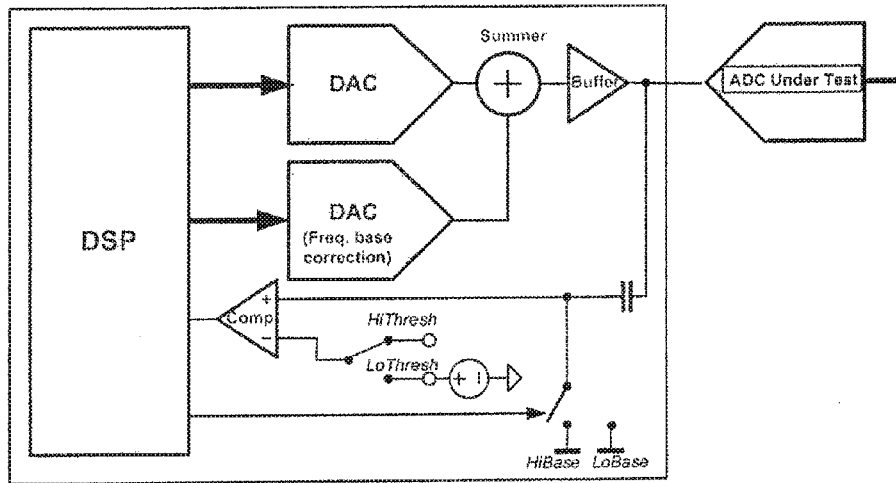 Summer
DAC
Buffer
ADC Under Test
DSP
DAC
(Freq. base
correction)
Comp
HiThresh
LoThresh
HiBase
LoBase